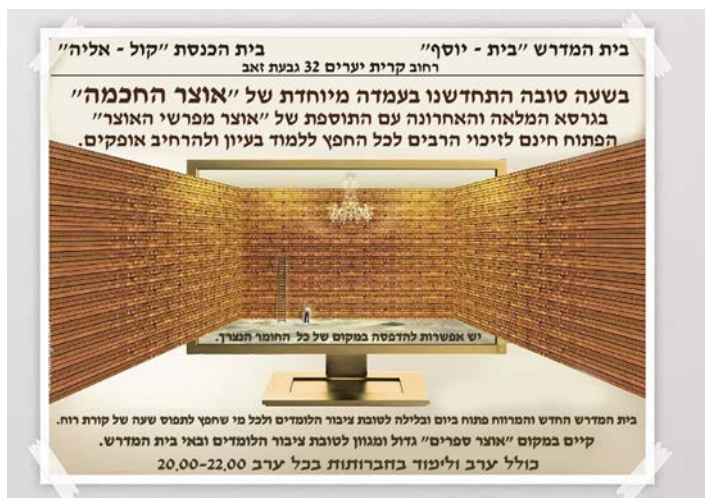 בית המדרש "בית - יוסף" בית הכנסת "קול - אליה"
רחוב קרית יערים 32 גבעת זאב
בשעה טובה התחדשנו בעמדה מיוחדת של "אוצר החכמה"
בגרסא המלאה והאחרונה עם התוספת של "אוצר מפרשי האוצר"
הפתוח חינם לזיכוי הרבים לכל החפץ ללמוד בעיון ולהרחיב אופקים.
יש אפשרות להדפסה במקום של כל החומר הנצרך.
בית המדרש החדש והמרווח פתוח ביום ובלילה לטובת ציבור הלומדים ולכל מי שחפץ לתפוס שעה של קורת רוח.
קיים במקום "אוצר ספרים" גדול ומגוון לטובת ציבור הלומדים ובאי בית המדרש.
כולל ערב ולימוד בחברותות בכל ערב 20.00-22.00